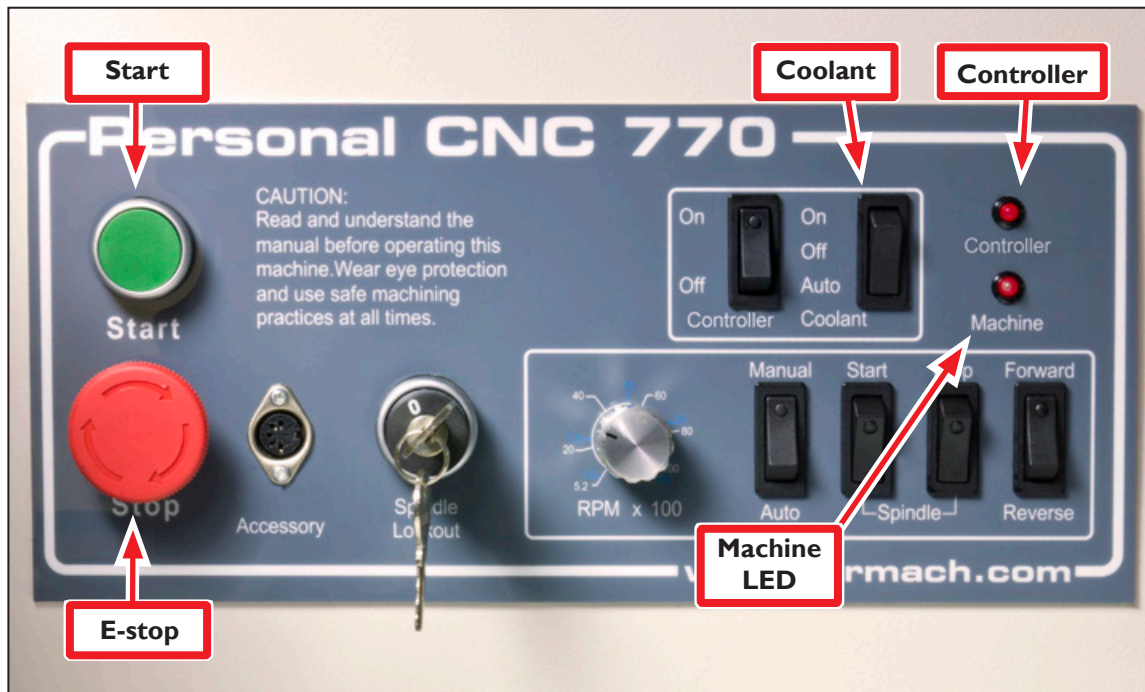 Start
Coolant
Controller
Personal CNC 770
CAUTION:
Read and understand the
manual before operating this
machine.Wear eye protection
and use safe machining
practices at all times.
Start
On
Off
Controller
On
Off
Auto
Coolant
Controller
Machine
Stop
Accessory
0
Spindle
Lockout
40
60
20
80
5.2
RPM x 100
Manual
Auto
Start
Spindle
Forward
Reverse
Machine
LED
E-stop